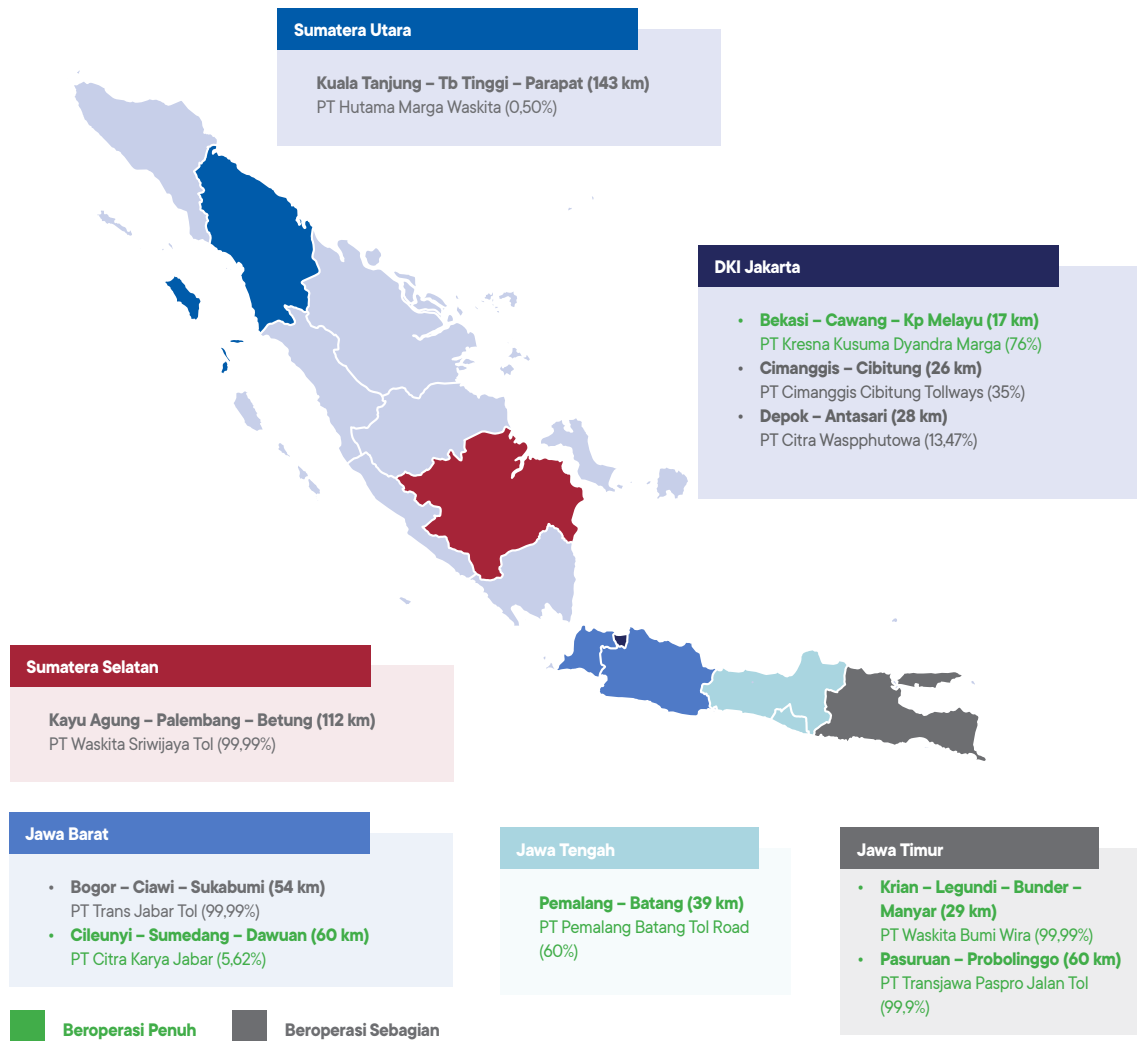 Sumatera Utara
Kuala Tanjung – Tb Tinggi – Parapat (143 km)
PT Hutama Marga Waskita (0,50%)
DKI Jakarta
• Bekasi – Cawang – Kp Melayu (17 km)
PT Kresna Kusuma Dyandra Marga (76%)
• Cimanggis – Cibitung (26 km)
PT Cimanggis Cibitung Tollways (35%)
• Depok – Antasari (28 km)
PT Citra Waspphutowa (13,47%)
Sumatera Selatan
Kayu Agung – Palembang – Betung (112 km)
PT Waskita Sriwijaya Tol (99,99%)
Jawa Barat
• Bogor – Ciawi – Sukabumi (54 km)
PT Trans Jabar Tol (99,99%)
• Cileunyi – Sumedang – Dawuan (60 km)
PT Citra Karya Jabar (5,62%)
Jawa Tengah
Pemalang – Batang (39 km)
PT Pemalang Batang Tol Road
(60%)
Jawa Timur
• Krian – Legundi – Bunder –
Manyar (29 km)
PT Waskita Bumi Wira (99,99%)
• Pasuruan – Probolinggo (60 km)
PT Transjawa Paspro Jalan Tol
(99,9%)
Beroperasi Penuh
Beroperasi Sebagian